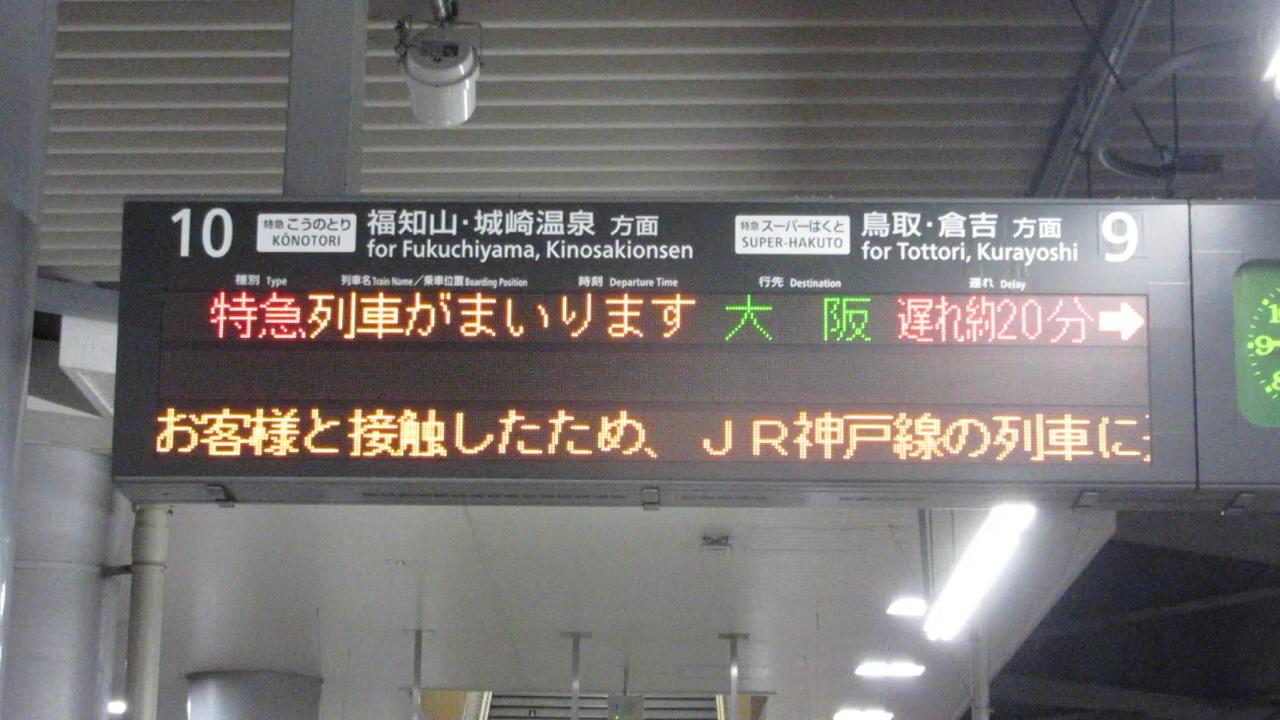 10 特急 こうのとり KŌNOTORI 福知山・城崎温泉 方面 for Fukuchiyama, Kinosakionsen
特急 スーパーはくと SUPER-HAKUTO 鳥取・倉吉 方面 for Tottori, Kurayoshi 9
種別 Type 列車名 Train Name／乗車位置 Boarding Position 時刻 Departure Time 行先 Destination 遅れ Delay
特急 列車がまいります 大阪 遅れ約20分 →
お客様と接触したため、 ＪＲ神戸線の列車に
9